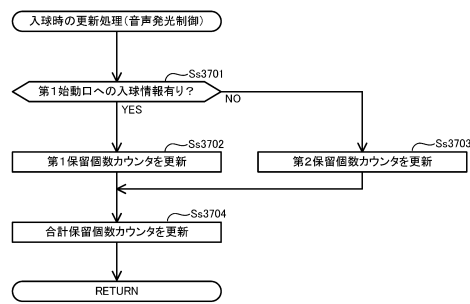 入球時の更新処理(音声発光制御)
Ss3701
第1始動口への入球情報有り?
YES
NO
Ss3702
第1保留個数カウンタを更新
Ss3703
第2保留個数カウンタを更新
Ss3704
合計保留個数カウンタを更新
RETURN